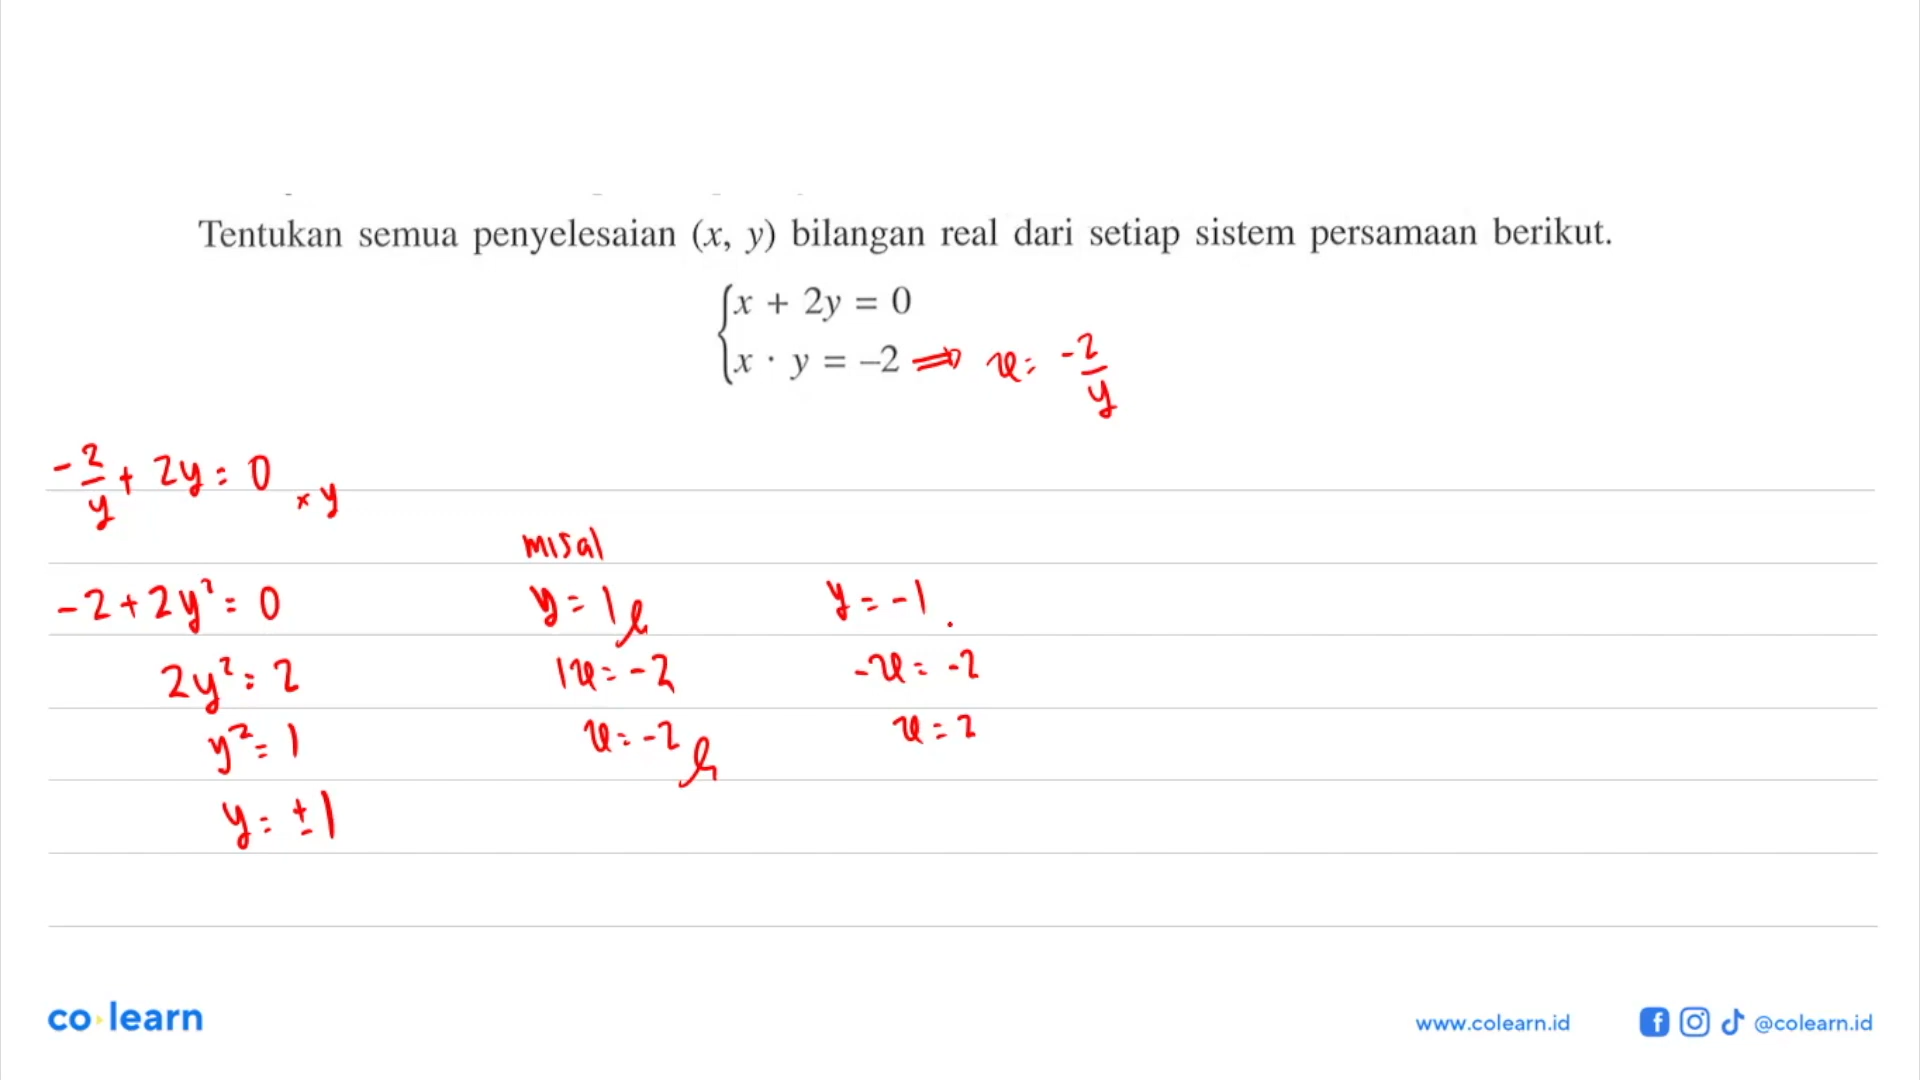 Tentukan semua penyelesaian (x, y) bilangan real dari setiap sistem persamaan berikut.
x + 2y = 0
x · y = –2 ⇒ x = -2/y
-2/y + 2y = 0 × y
-2 + 2y² = 0
2y² = 2
y² = 1
y = ±1
misal
y = 1
1x = -2
x = -2
y = -1
-x = -2
x = 2
co learn
www.colearn.id
@colearn.id